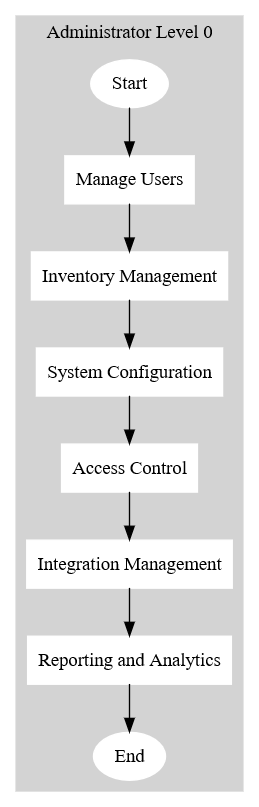 Administrator Level 0
Start
Manage Users
Inventory Management
System Configuration
Access Control
Integration Management
Reporting and Analytics
End